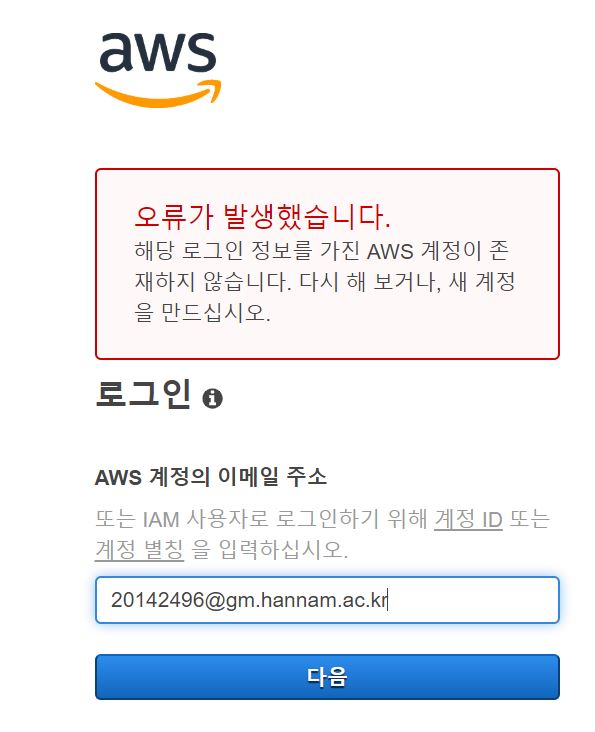 aws
오류가 발생했습니다.
해당 로그인 정보를 가진 AWS 계정이 존
재하지 않습니다. 다시 해 보거나, 새 계정
을 만드십시오.
로그인
AWS 계정의 이메일 주소
또는 IAM 사용자로 로그인하기 위해 계정 ID 또는
계정 별칭 을 입력하십시오.
20142496@gm.hannam.ac.kr
다음